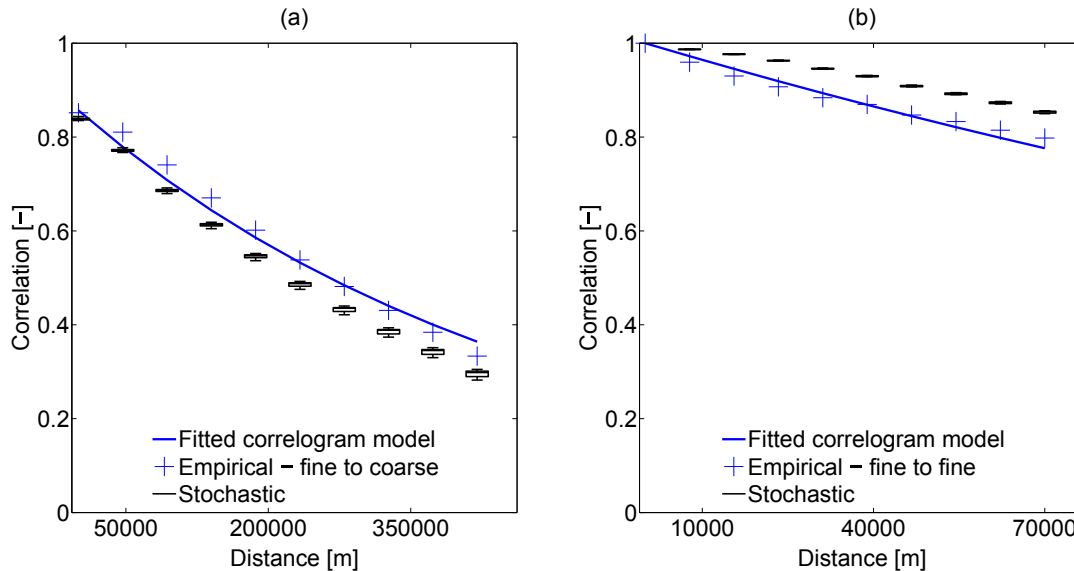 (a)
1
0.8
0.6
0.4
0.2
0
Correlation [−]
Fitted correlogram model
Empirical − fine to coarse
Stochastic
50000 200000 350000
Distance [m]
(b)
1
0.8
0.6
0.4
0.2
0
Correlation [−]
Fitted correlogram model
Empirical − fine to fine
Stochastic
10000 40000 70000
Distance [m]